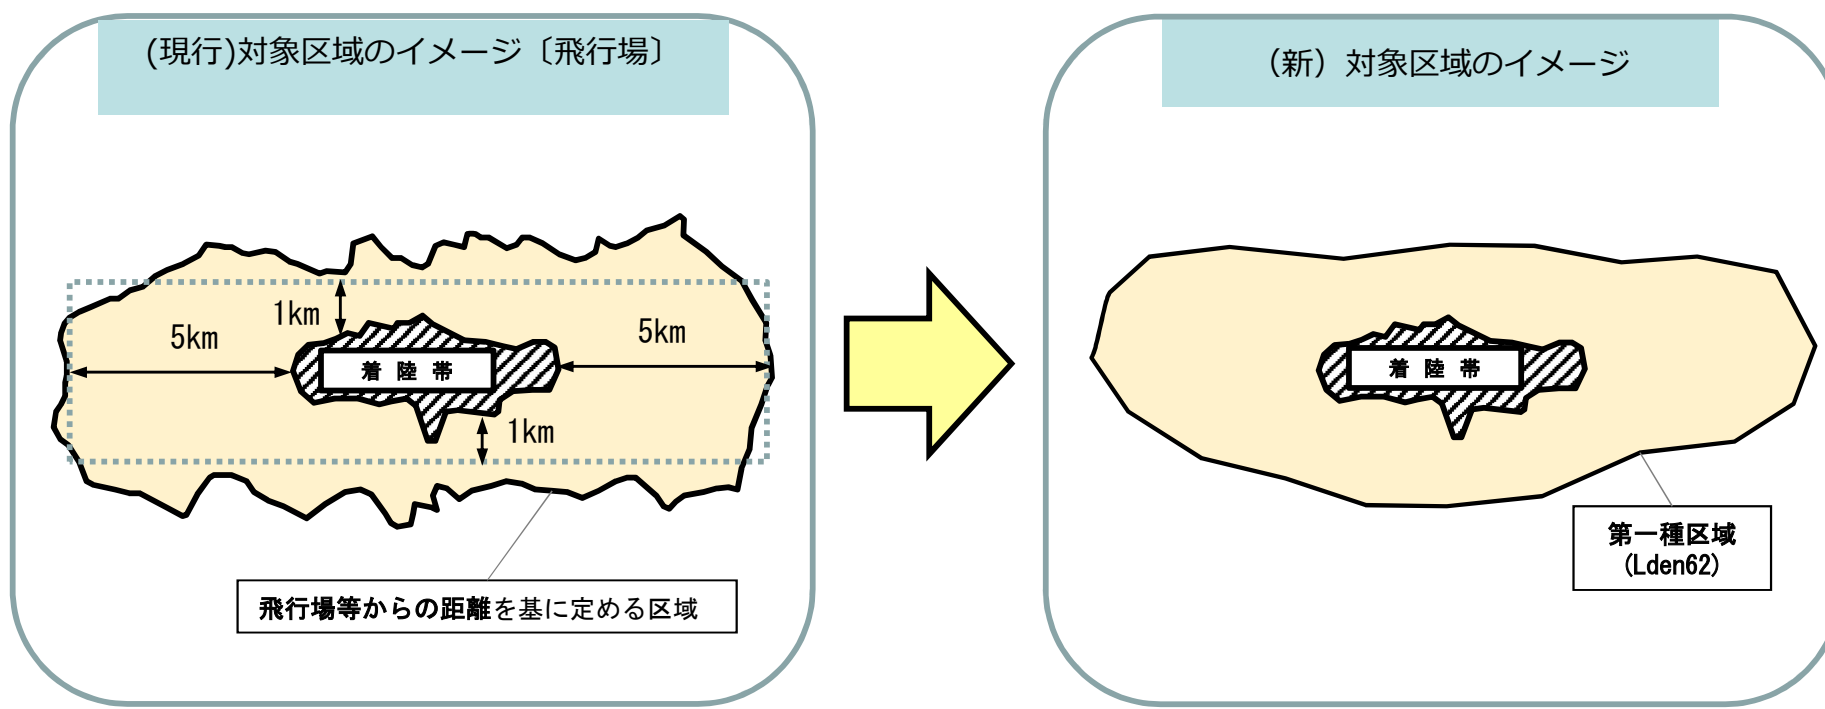 (現行)対象区域のイメージ〔飛行場〕
1km
5km
5km
着 陸 帯
1km
飛行場等からの距離を基に定める区域
（新）対象区域のイメージ
着 陸 帯
第一種区域
(Lden62)